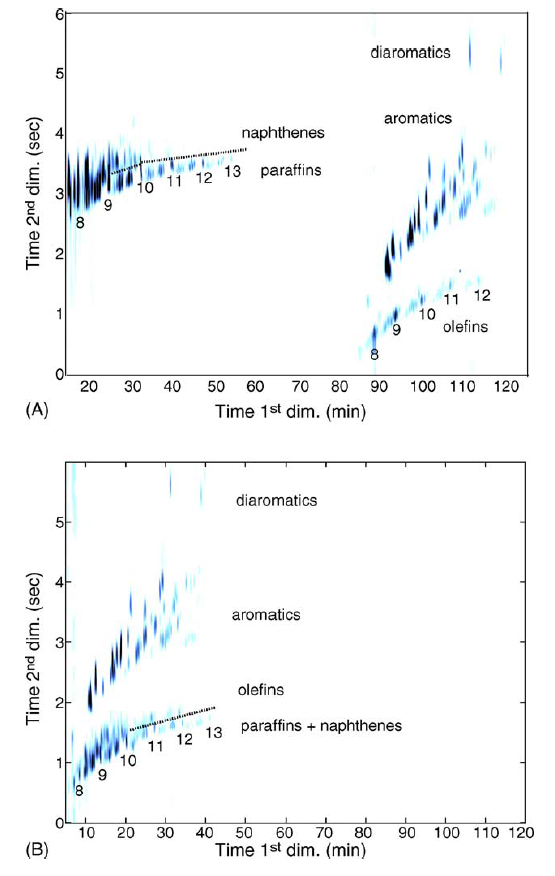 6
5
4
3
2
1
0
Time 2nd dim. (sec)
diaromatics
aromatics
naphthenes
paraffins
8
9
10
11
12
13
8
9
10
11
12
olefins
20 30 40 50 60 70 80 90 100 110 120
(A)
Time 1st dim. (min)
5
4
3
2
1
0
Time 2nd dim. (sec)
diaromatics
aromatics
olefins
paraffins + naphthenes
8
9
10
11
12
13
10 20 30 40 50 60 70 80 90 100 110 120
(B)
Time 1st dim. (min)